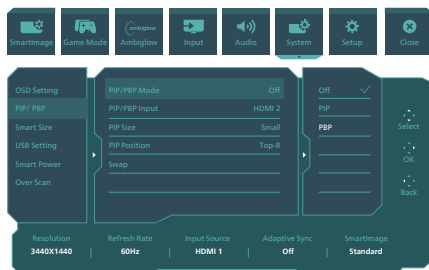 ambiglow
SmartImage Game Mode Ambiglow Input Audio System Setup Close
OSD Setting
PIP/ PBP
Smart Size
USB Setting
Smart Power
Over Scan
PIP/PBP Mode Off
PIP/PBP Input HDMI 2
PIP Size Small
PIP Position Top-R
Swap
Off
PIP
PBP
Select
OK
Back
Resolution Refresh Rate Input Source Adaptive Sync SmartImage
3440X1440 | 60Hz | HDMI 1 | Off | Standard